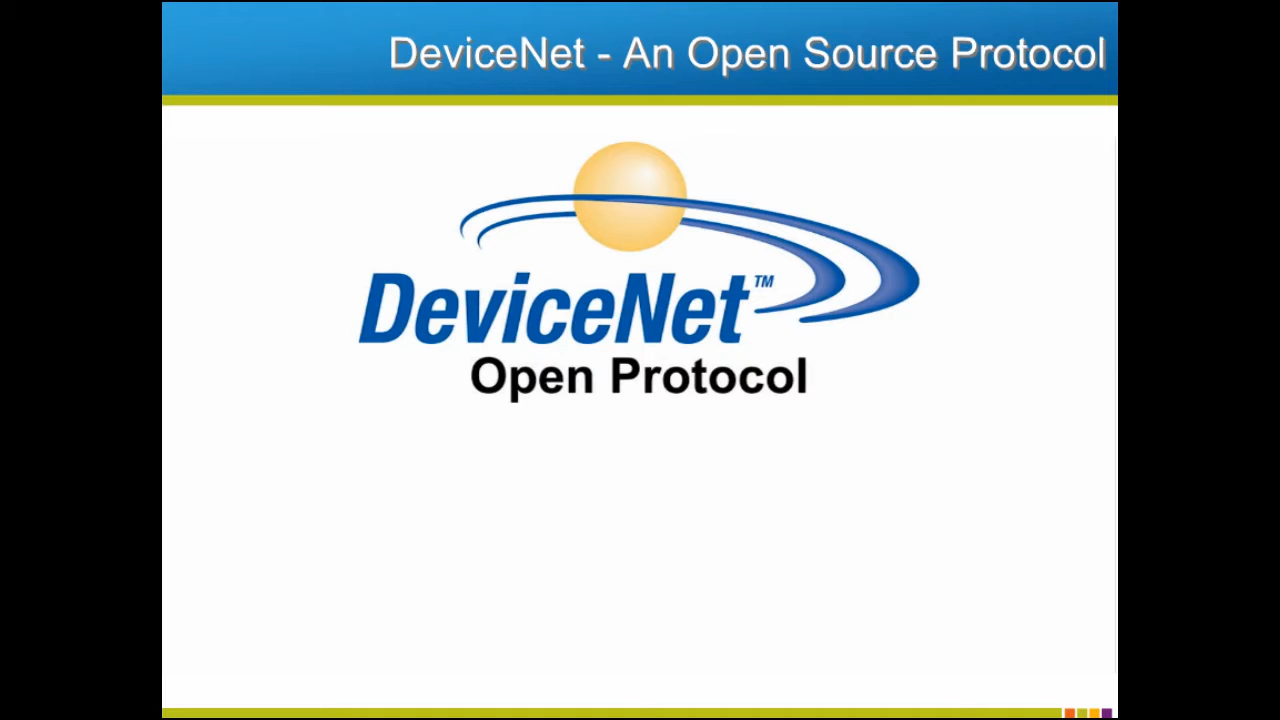 DeviceNet - An Open Source Protocol
DeviceNet™
Open Protocol